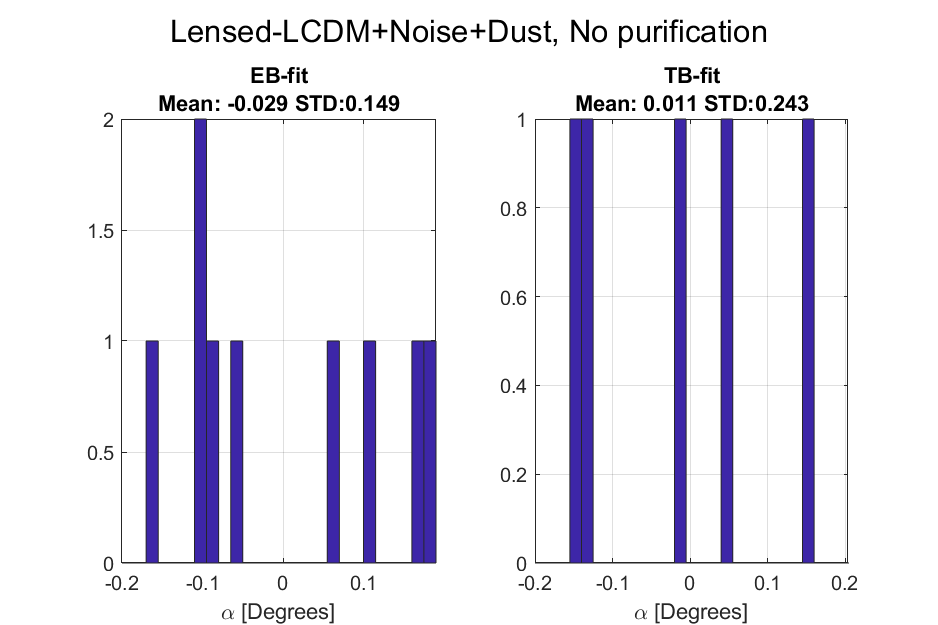 Lensed-LCDM+Noise+Dust, No purification
EB-fit
Mean: -0.029 STD:0.149
2
1.5
1
0.5
0
-0.2
-0.1
0
0.1
α [Degrees]
TB-fit
Mean: 0.011 STD:0.243
1
0.8
0.6
0.4
0.2
0
-0.2
-0.1
0
0.1
0.2
α [Degrees]